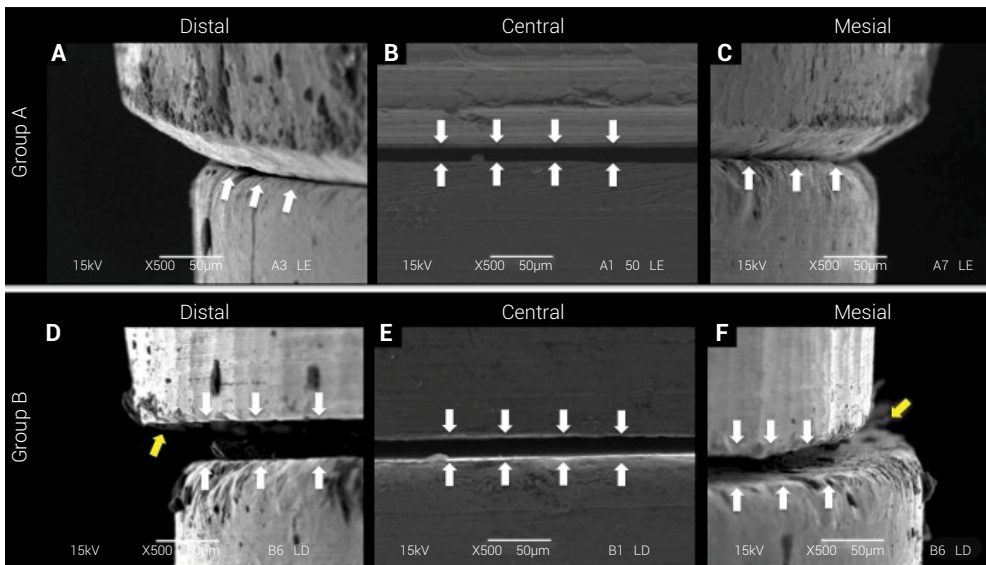 Distal Central Mesial
Group A
A B C
15kV X500 50µm A3 LE
15kV X500 50µm A1 50 LE
15kV X500 50µm A7 LE
Distal Central Mesial
Group B
D E F
15kV X500 50µm B6 LD
15kV X500 50µm B1 LD
15kV X500 50µm B6 LD